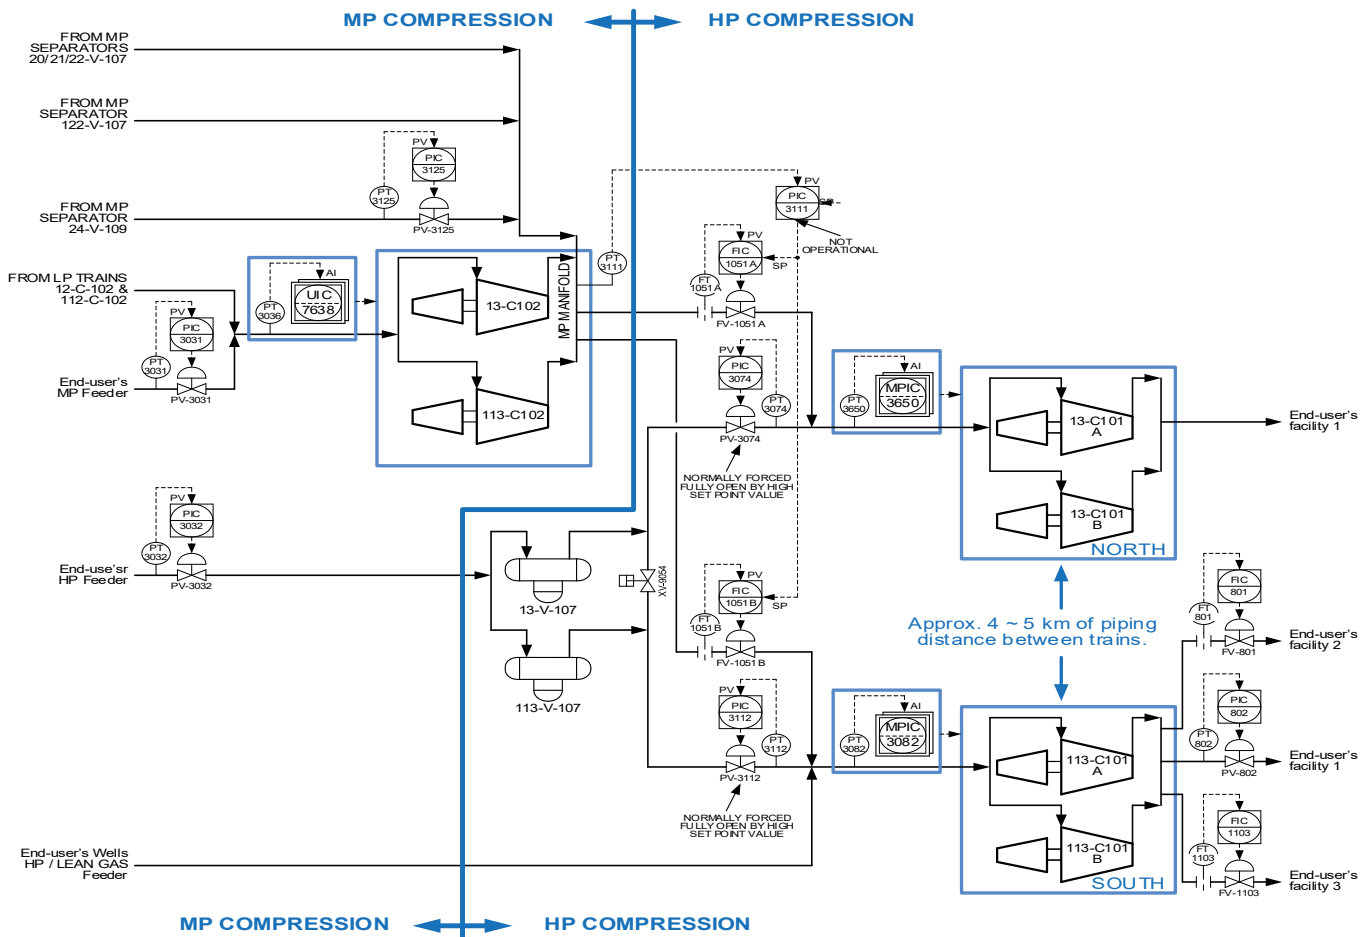 MP COMPRESSION
HP COMPRESSION
FROM MP
SEPARATORS
20/21/22-V-107
FROM MP
SEPARATOR
122-V-107
PV
PIC
3125
PT
3125
PV-3125
FROM MP
SEPARATOR
24-V-109
FROM LP TRAINS
12-C-102 &
112-C-102
PV
PIC
3031
PT
3031
PV-3031
End-user's
MP Feeder
AI
UIC
7638
PT
3036
13-C102
113-C102
MP MANIFOLD
PT
3111
PV
PIC
3111
SP
NOT
OPERATIONAL
PV
FIC
1051A
SP
FT
1051A
FV-1051A
PV
PIC
3074
PT
3074
PV-3074
NORMALLY FORCED
FULLY OPEN BY HIGH
SET POINT VALUE
AI
MPIC
3650
PT
3650
13-C101
A
13-C101
B
NORTH
End-user's
facility 1
PV
PIC
3032
PT
3032
PV-3032
End-use'sr
HP Feeder
13-V-107
113-V-107
XV-9054
PV
FIC
1051B
SP
FT
1051B
FV-1051B
PV
PIC
3112
PT
3112
PV-3112
NORMALLY FORCED
FULLY OPEN BY HIGH
SET POINT VALUE
Approx. 4 ~ 5 km of piping
distance between trains.
AI
MPIC
3082
PT
3082
113-C101
A
113-C101
B
SOUTH
FIC
801
FT
801
FV-801
End-user's
facility 2
PIC
802
PT
802
PV-802
End-user's
facility 1
FIC
1103
FT
1103
FV-1103
End-user's
facility 3
End-user's Wells
HP / LEAN GAS
Feeder
MP COMPRESSION
HP COMPRESSION